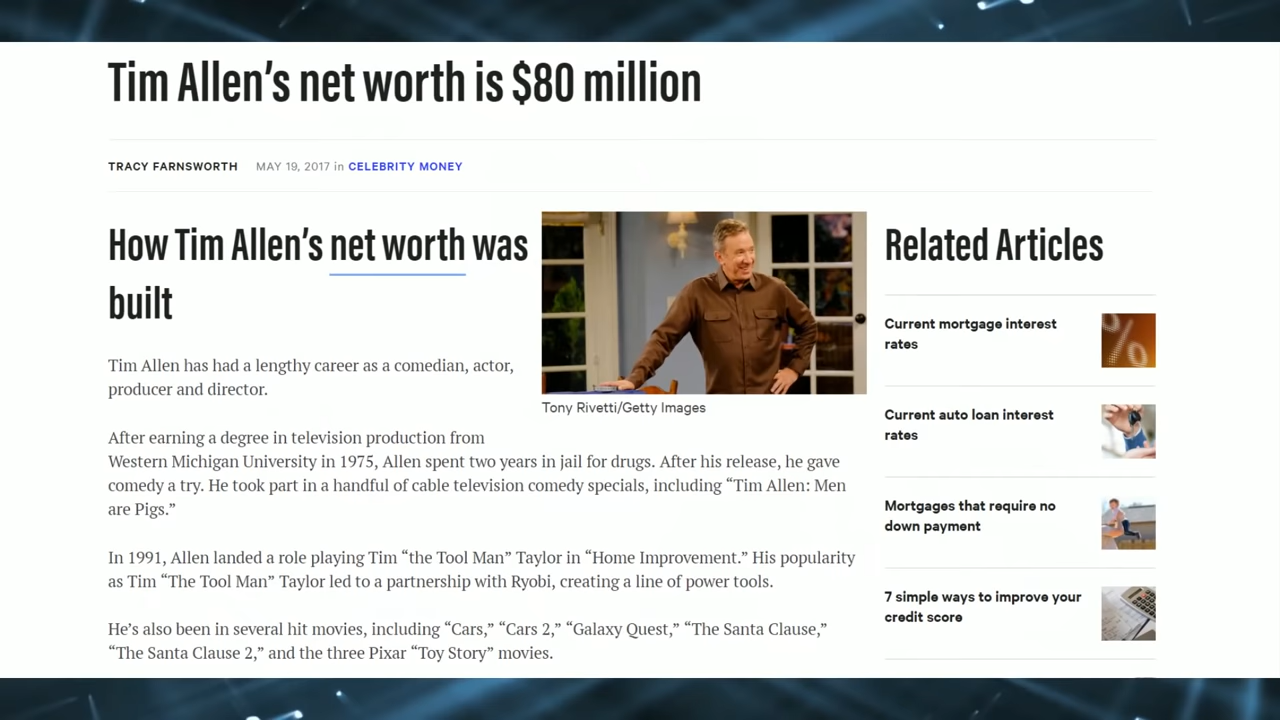 Tim Allen’s net worth is $80 million
TRACY FARNSWORTH MAY 19, 2017 in CELEBRITY MONEY
How Tim Allen’s net worth was
built
Tim Allen has had a lengthy career as a comedian, actor,
producer and director.
Tony Rivetti/Getty Images
After earning a degree in television production from
Western Michigan University in 1975, Allen spent two years in jail for drugs. After his release, he gave
comedy a try. He took part in a handful of cable television comedy specials, including “Tim Allen: Men
are Pigs.”
In 1991, Allen landed a role playing Tim “the Tool Man” Taylor in “Home Improvement.” His popularity
as Tim “The Tool Man” Taylor led to a partnership with Ryobi, creating a line of power tools.
He’s also been in several hit movies, including “Cars,” “Cars 2,” “Galaxy Quest,” “The Santa Clause,”
“The Santa Clause 2,” and the three Pixar “Toy Story” movies.
Related Articles
Current mortgage interest
rates
%
Current auto loan interest
rates
Mortgages that require no
down payment
7 simple ways to improve your
credit score